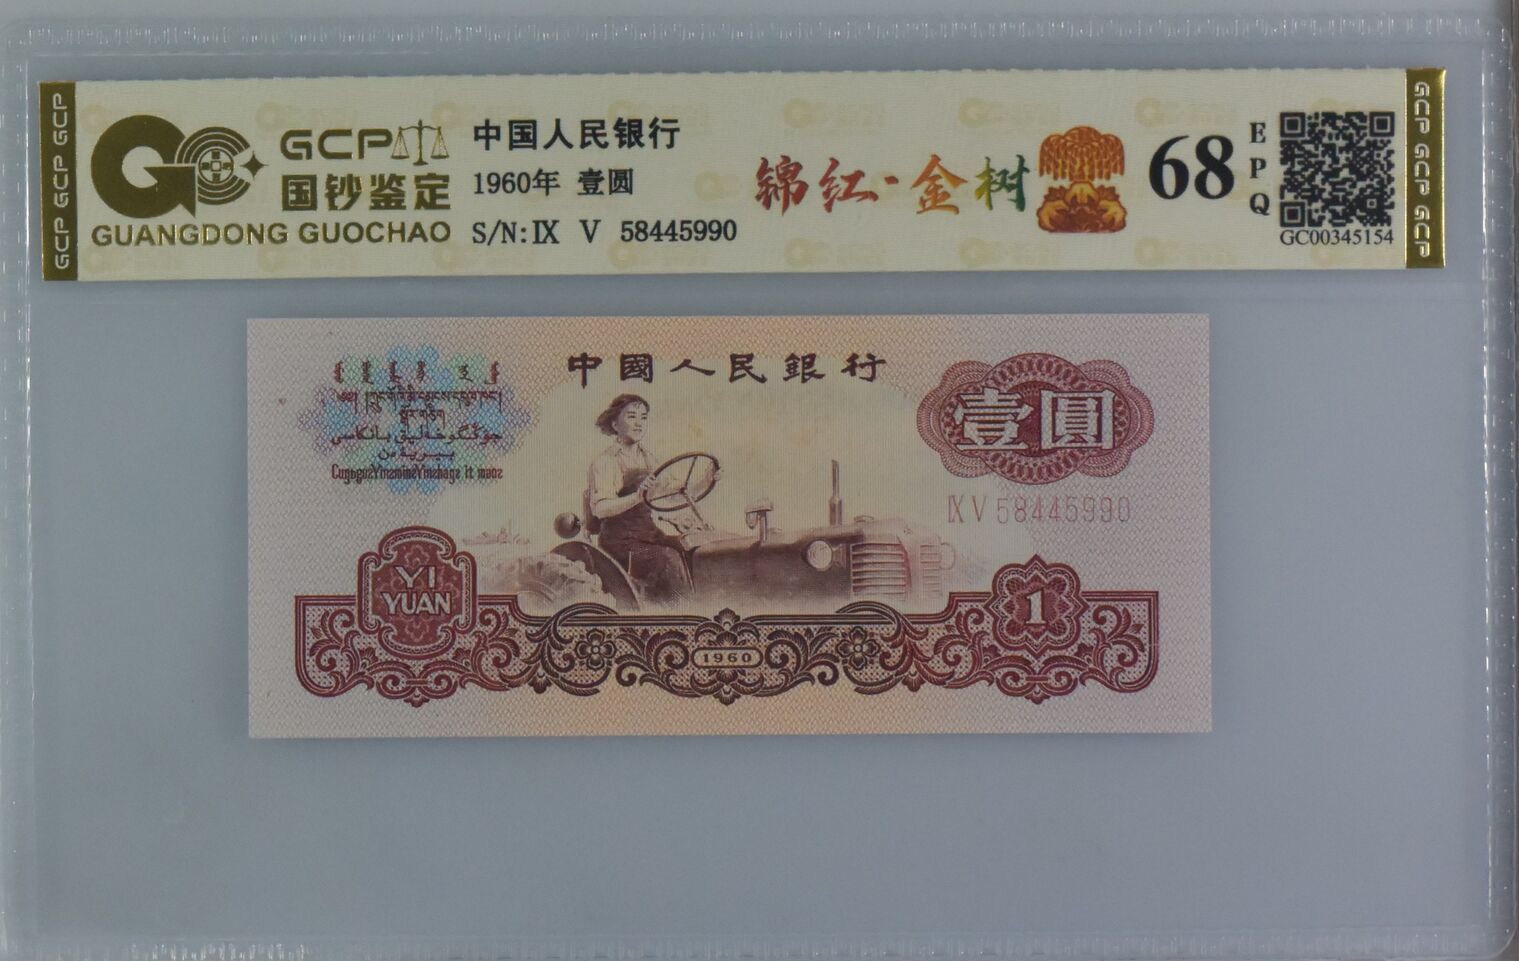 GCP GCP GCP
GCP
国钞鉴定
GUANGDONG GUOCHAO
中国人民银行
1960年 壹圆
S/N:Ⅸ Ⅴ 58445990
锦红·金树
68
EPQ
GC00345154
GCP GCP GCP
中國人民銀行
壹圓
ⅨⅤ58445990
YI
YUAN
1960
1